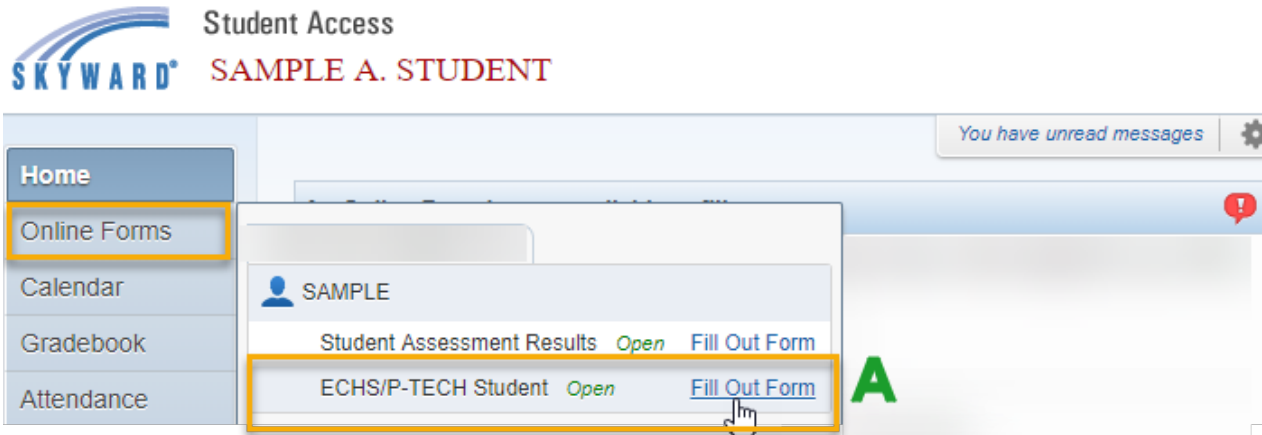 Student Access
SKYWARD®
SAMPLE A. STUDENT
You have unread messages
Home
Online Forms
Calendar
Gradebook
Attendance
SAMPLE
Student Assessment Results Open Fill Out Form
ECHS/P-TECH Student Open Fill Out Form
A